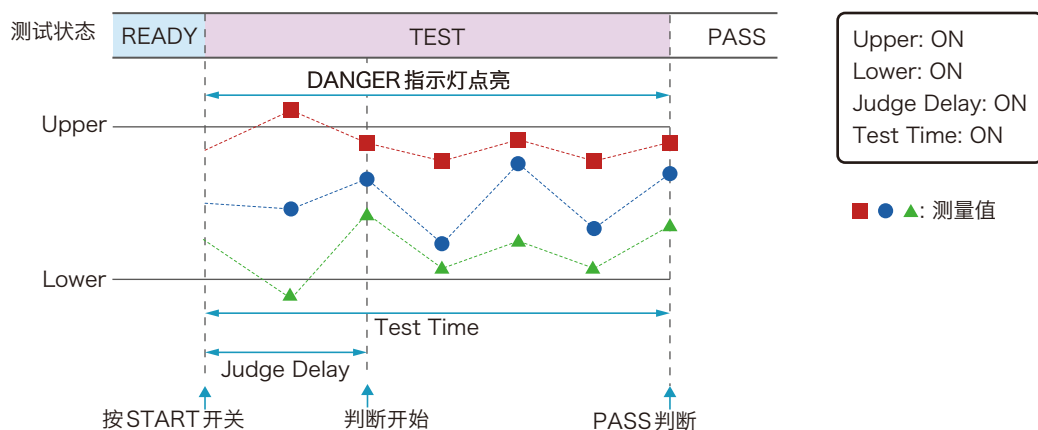 测试状态 READY TEST PASS
DANGER 指示灯点亮
Upper
Lower
Test Time
Judge Delay
按START开关 判断开始 PASS判断
Upper: ON
Lower: ON
Judge Delay: ON
Test Time: ON
: 测量值